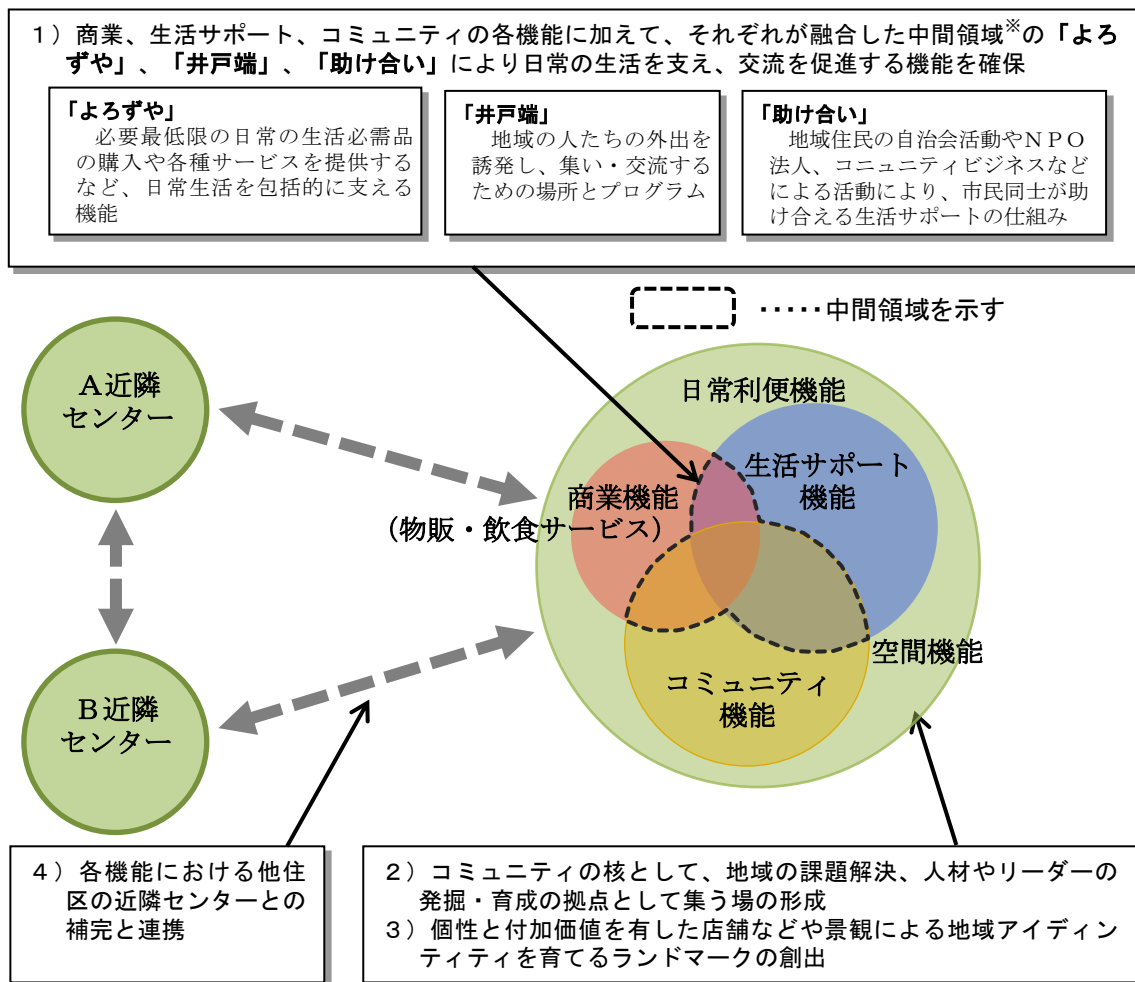 1）商業、生活サポート、コミュニティの各機能に加えて、それぞれが融合した中間領域※の「よろ
ずや」、「井戸端」、「助け合い」により日常の生活を支え、交流を促進する機能を確保
「よろずや」
必要最低限の日常の生活必需品
の購入や各種サービスを提供する
など、日常生活を包括的に支える
機能
「井戸端」
地域の人たちの外出を
誘発し、集い・交流する
ための場所とプログラム
「助け合い」
地域住民の自治会活動やＮＰＯ
法人、コニュニティビジネスなど
による活動により、市民同士が助
け合える生活サポートの仕組み
‥‥‥中間領域を示す
Ａ近隣
センター
日常利便機能
生活サポート
機能
商業機能
（物販・飲食サービス）
空間機能
コミュニティ
機能
Ｂ近隣
センター
4）各機能における他住
区の近隣センターとの
補完と連携
2）コミュニティの核として、地域の課題解決、人材やリーダーの
発掘・育成の拠点として集う場の形成
3）個性と付加価値を有した店舗などや景観による地域アイディン
ティティを育てるランドマークの創出